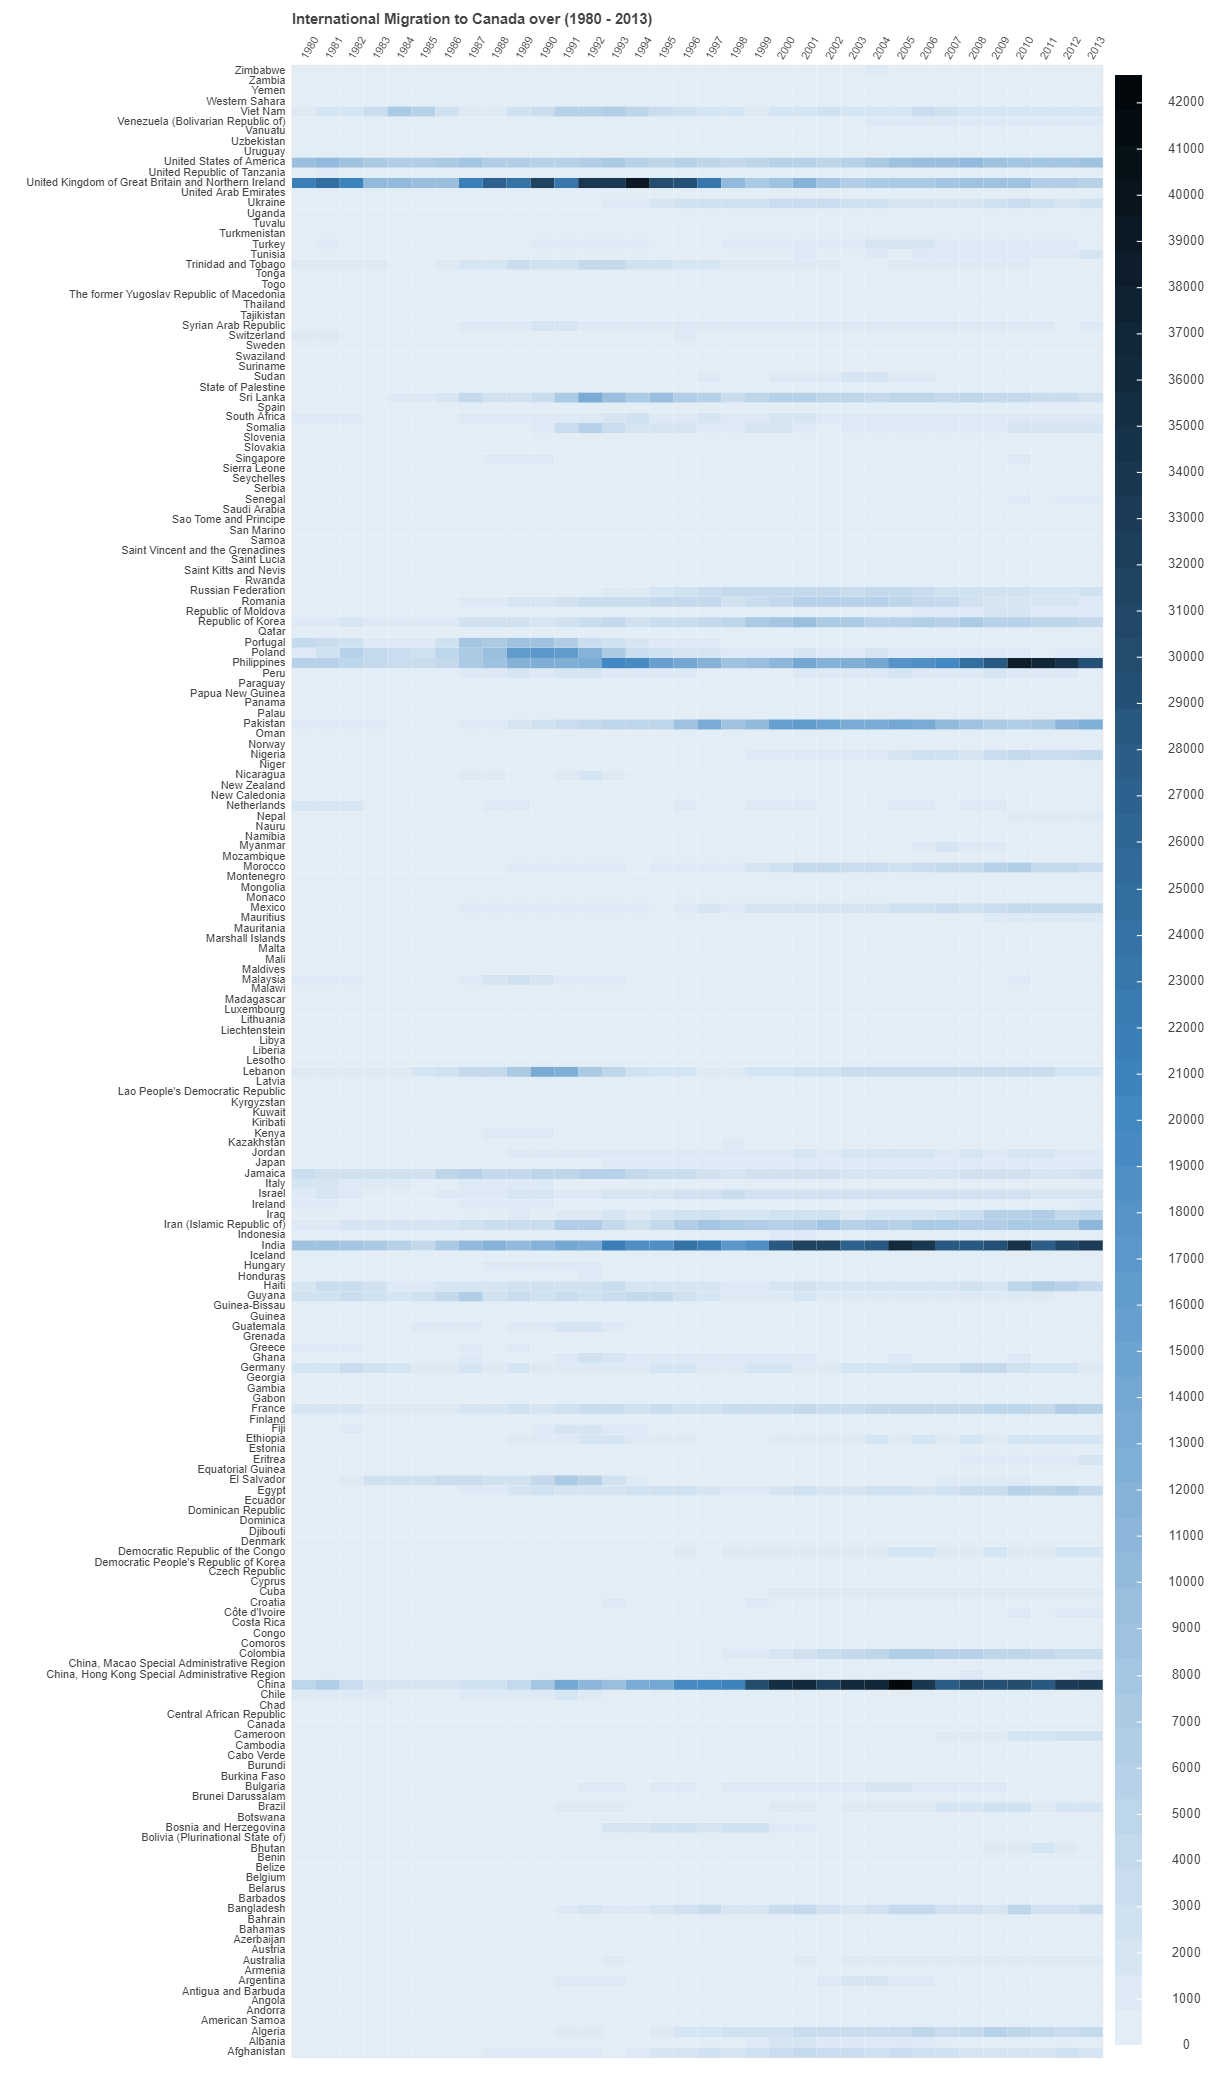 International Migration to Canada over (1980 - 2013)
1980 1981 1982 1983 1984 1985 1986 1987 1988 1989 1990 1991 1992 1993 1994 1995 1996 1997 1998 1999 2000 2001 2002 2003 2004 2005 2006 2007 2008 2009 2010 2011 2012 2013
Zimbabwe
Zambia
Yemen
Western Sahara
Viet Nam
Venezuela (Bolivarian Republic of)
Vanuatu
Uzbekistan
Uruguay
United States of America
United Republic of Tanzania
United Kingdom of Great Britain and Northern Ireland
United Arab Emirates
Ukraine
Uganda
Tuvalu
Turkmenistan
Turkey
Tunisia
Trinidad and Tobago
Tonga
Togo
The former Yugoslav Republic of Macedonia
Thailand
Tajikistan
Syrian Arab Republic
Switzerland
Sweden
Swaziland
Suriname
Sudan
State of Palestine
Sri Lanka
Spain
South Africa
Somalia
Slovenia
Slovakia
Singapore
Sierra Leone
Seychelles
Serbia
Senegal
Saudi Arabia
Sao Tome and Principe
San Marino
Samoa
Saint Vincent and the Grenadines
Saint Lucia
Saint Kitts and Nevis
Rwanda
Russian Federation
Romania
Republic of Moldova
Republic of Korea
Qatar
Portugal
Poland
Philippines
Peru
Paraguay
Papua New Guinea
Panama
Palau
Pakistan
Oman
Norway
Nigeria
Niger
Nicaragua
New Zealand
New Caledonia
Netherlands
Nepal
Nauru
Namibia
Myanmar
Mozambique
Morocco
Montenegro
Mongolia
Monaco
Mexico
Mauritius
Mauritania
Marshall Islands
Malta
Mali
Maldives
Malaysia
Malawi
Madagascar
Luxembourg
Lithuania
Liechtenstein
Libya
Liberia
Lesotho
Lebanon
Latvia
Lao People's Democratic Republic
Kyrgyzstan
Kuwait
Kiribati
Kenya
Kazakhstan
Jordan
Japan
Jamaica
Italy
Israel
Ireland
Iraq
Iran (Islamic Republic of)
Indonesia
India
Iceland
Hungary
Honduras
Haiti
Guyana
Guinea-Bissau
Guinea
Guatemala
Grenada
Greece
Ghana
Germany
Georgia
Gambia
Gabon
France
Finland
Fiji
Ethiopia
Estonia
Eritrea
Equatorial Guinea
El Salvador
Egypt
Ecuador
Dominican Republic
Dominica
Djibouti
Denmark
Democratic Republic of the Congo
Democratic People's Republic of Korea
Czech Republic
Cyprus
Cuba
Croatia
Côte d'Ivoire
Costa Rica
Congo
Comoros
Colombia
China, Macao Special Administrative Region
China, Hong Kong Special Administrative Region
China
Chile
Chad
Central African Republic
Canada
Cameroon
Cambodia
Cabo Verde
Burundi
Burkina Faso
Bulgaria
Brunei Darussalam
Brazil
Botswana
Bosnia and Herzegovina
Bolivia (Plurinational State of)
Bhutan
Benin
Belize
Belgium
Belarus
Barbados
Bangladesh
Bahrain
Bahamas
Azerbaijan
Austria
Australia
Armenia
Argentina
Antigua and Barbuda
Angola
Andorra
American Samoa
Algeria
Albania
Afghanistan
42000
41000
40000
39000
38000
37000
36000
35000
34000
33000
32000
31000
30000
29000
28000
27000
26000
25000
24000
23000
22000
21000
20000
19000
18000
17000
16000
15000
14000
13000
12000
11000
10000
9000
8000
7000
6000
5000
4000
3000
2000
1000
0